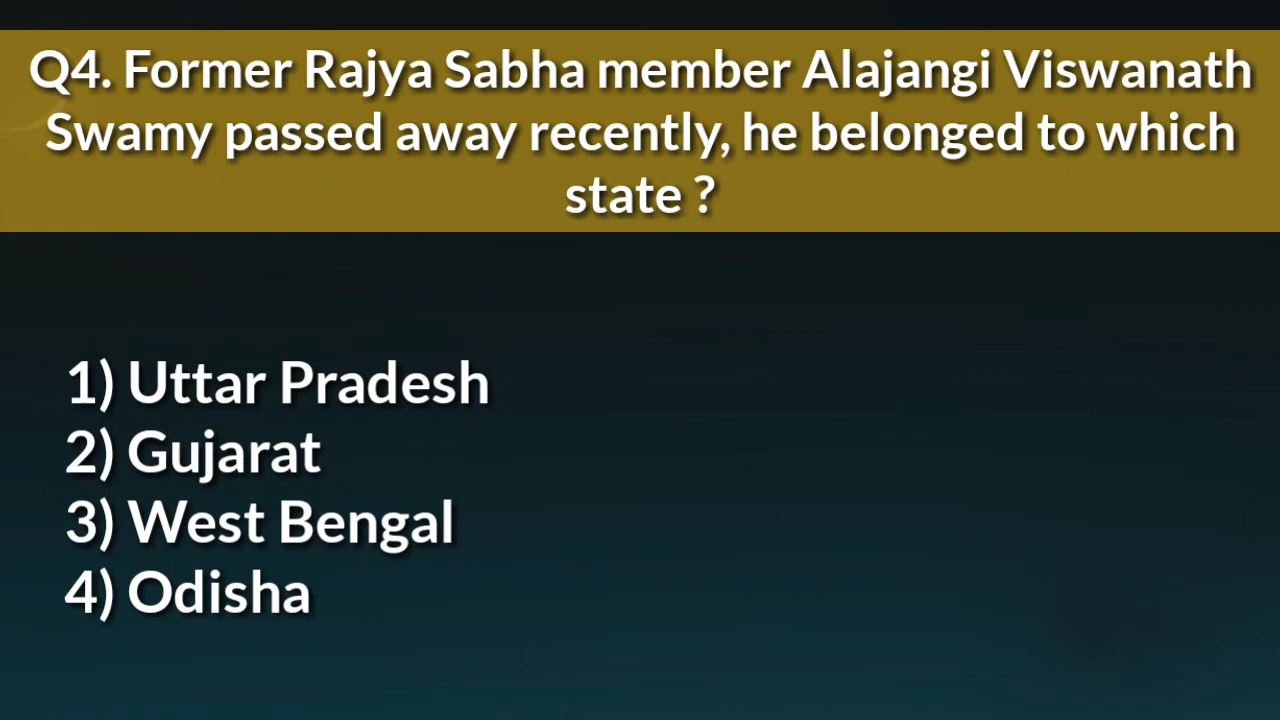 Q4. Former Rajya Sabha member Alajangi Viswanath
Swamy passed away recently, he belonged to which
state ?
1) Uttar Pradesh
2) Gujarat
3) West Bengal
4) Odisha